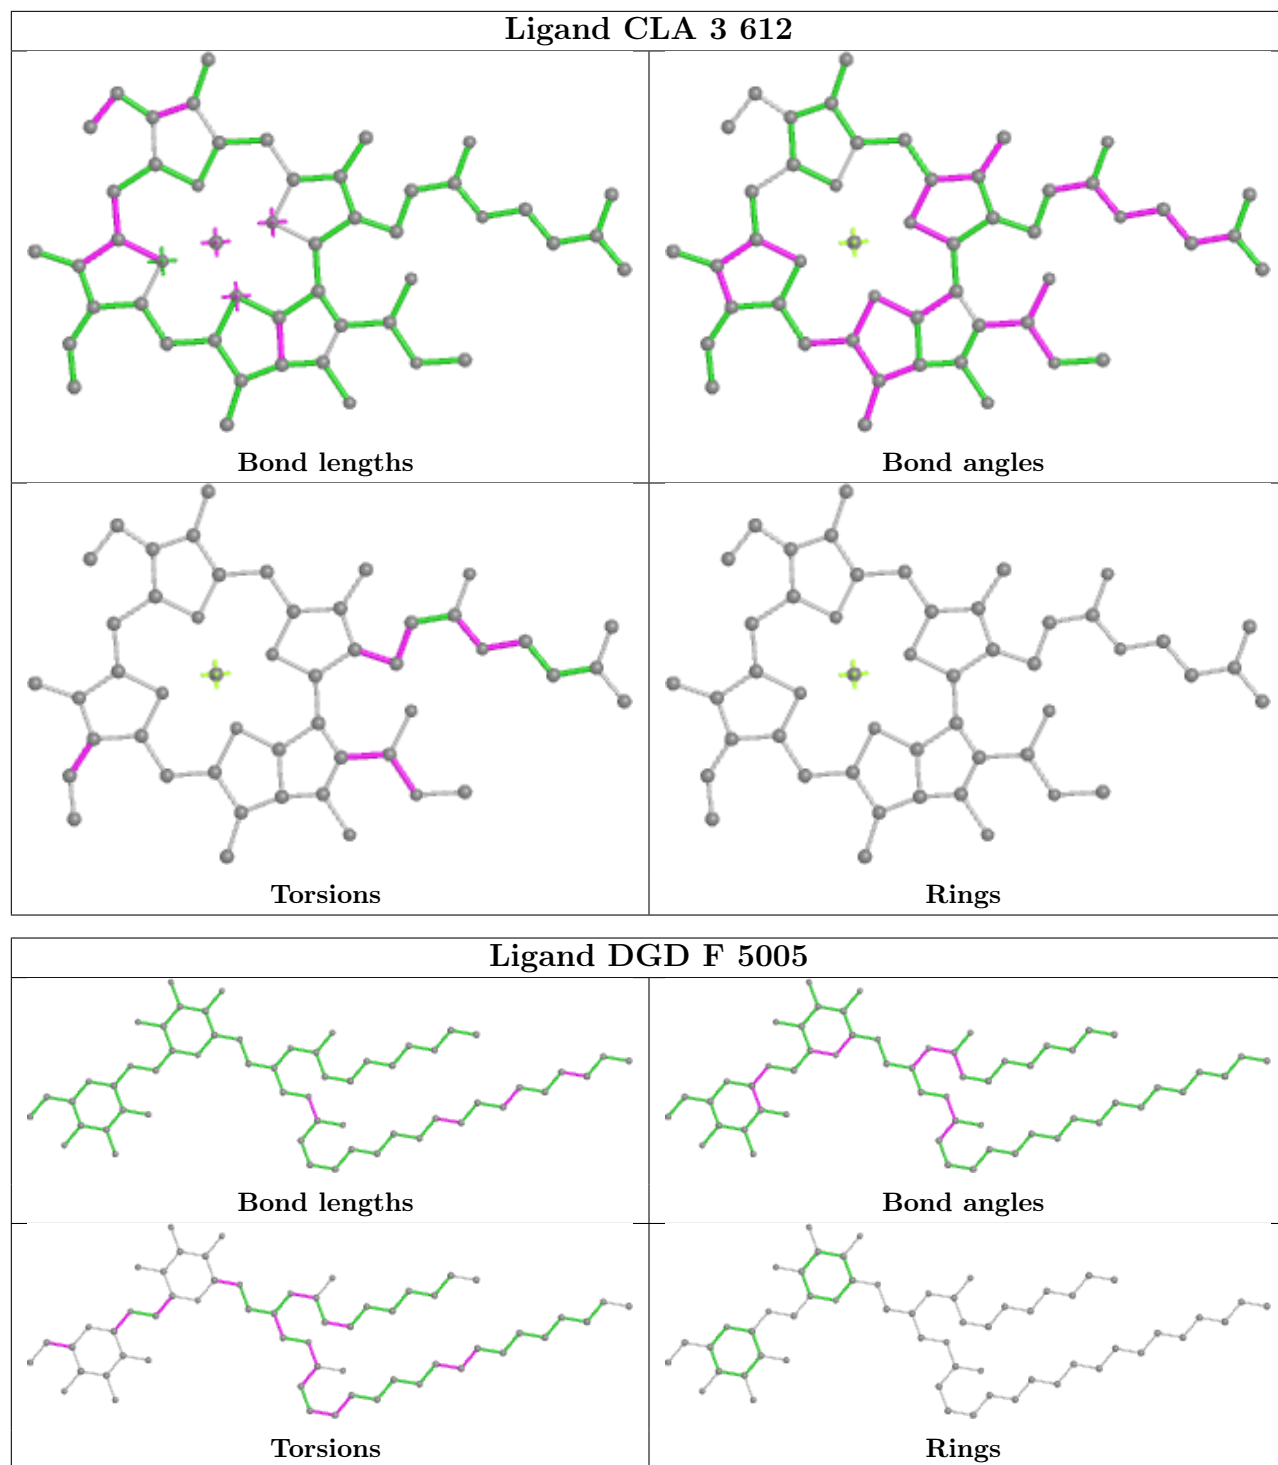 Ligand CLA 3 612
Bond lengths
Bond angles
Torsions
Rings
Ligand DGD F 5005
Bond lengths
Bond angles
Torsions
Rings